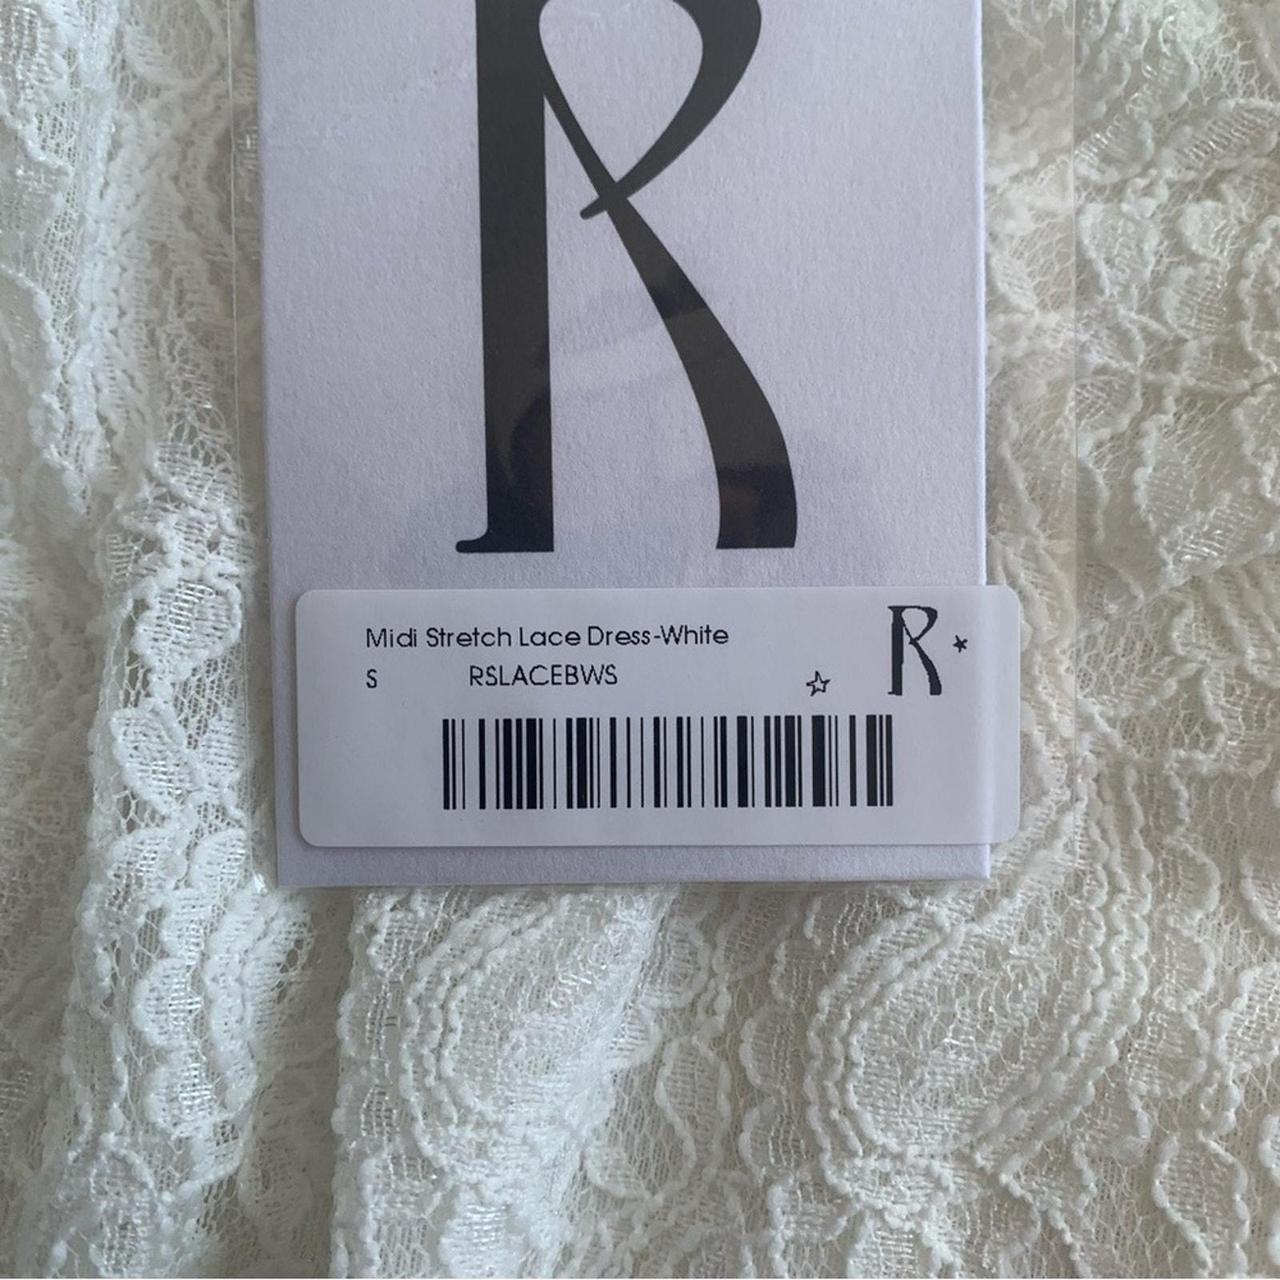 R
Midi Stretch Lace Dress-White
R
S RSLACEBWS